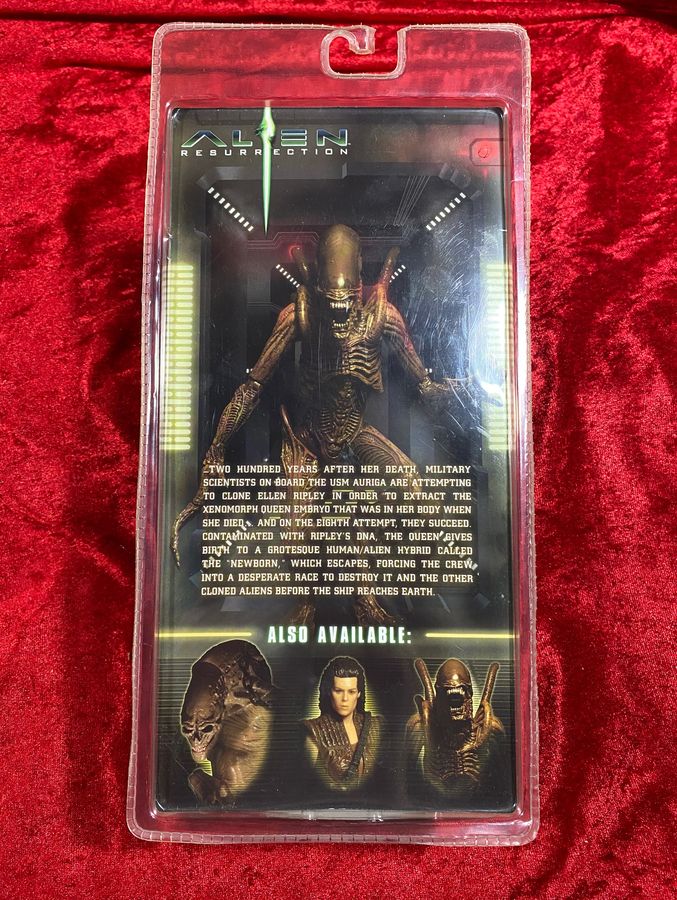 ALIEN
RESURRECTION
TWO HUNDRED YEARS AFTER HER DEATH, MILITARY
SCIENTISTS ON BOARD THE USM AURIGA ARE ATTEMPTING
TO CLONE ELLEN RIPLEY IN ORDER TO EXTRACT THE
XENOMORPH QUEEN EMBRYO THAT WAS IN HER BODY WHEN
SHE DIED... AND ON THE EIGHTH ATTEMPT, THEY SUCCEED.
CONTAMINATED WITH RIPLEY'S DNA, THE QUEEN GIVES
BIRTH TO A GROTESQUE HUMAN/ALIEN HYBRID CALLED
THE "NEWBORN," WHICH ESCAPES, FORCING THE CREW
INTO A DESPERATE RACE TO DESTROY IT AND THE OTHER
CLONED ALIENS BEFORE THE SHIP REACHES EARTH.
ALSO AVAILABLE: